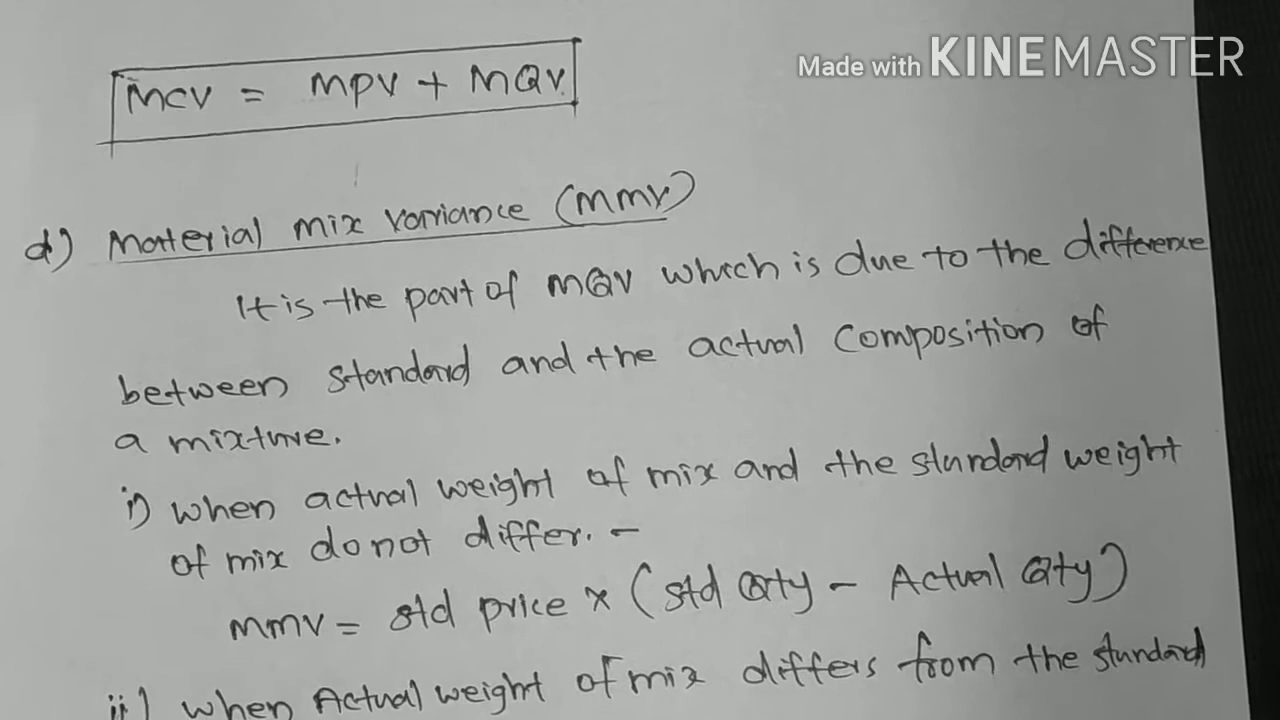 Made with KINEMASTER
MCV = MPV + MQV
d) Material mix variance (MMV)
It is the part of MQV which is due to the difference
between standard and the actual composition of
a mixture.
i) when actual weight of mix and the standard weight
of mix do not differ. -
MMV = std price × (std Qty - Actual Qty)
ii) when Actual weight of mix differs from the standard